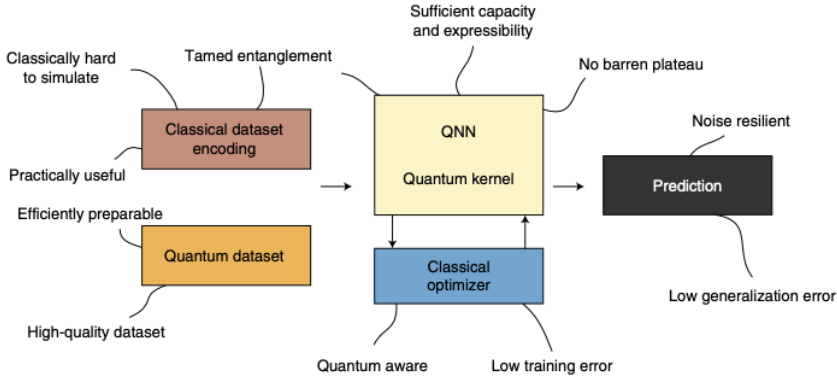 Sufficient capacity
and expressibility
Classically hard
to simulate
Tamed entanglement
No barren plateau
Classical dataset
encoding
QNN
Quantum kernel
Noise resilient
Practically useful
Prediction
Efficiently preparable
Quantum dataset
Classical
optimizer
Low generalization error
High-quality dataset
Quantum aware
Low training error